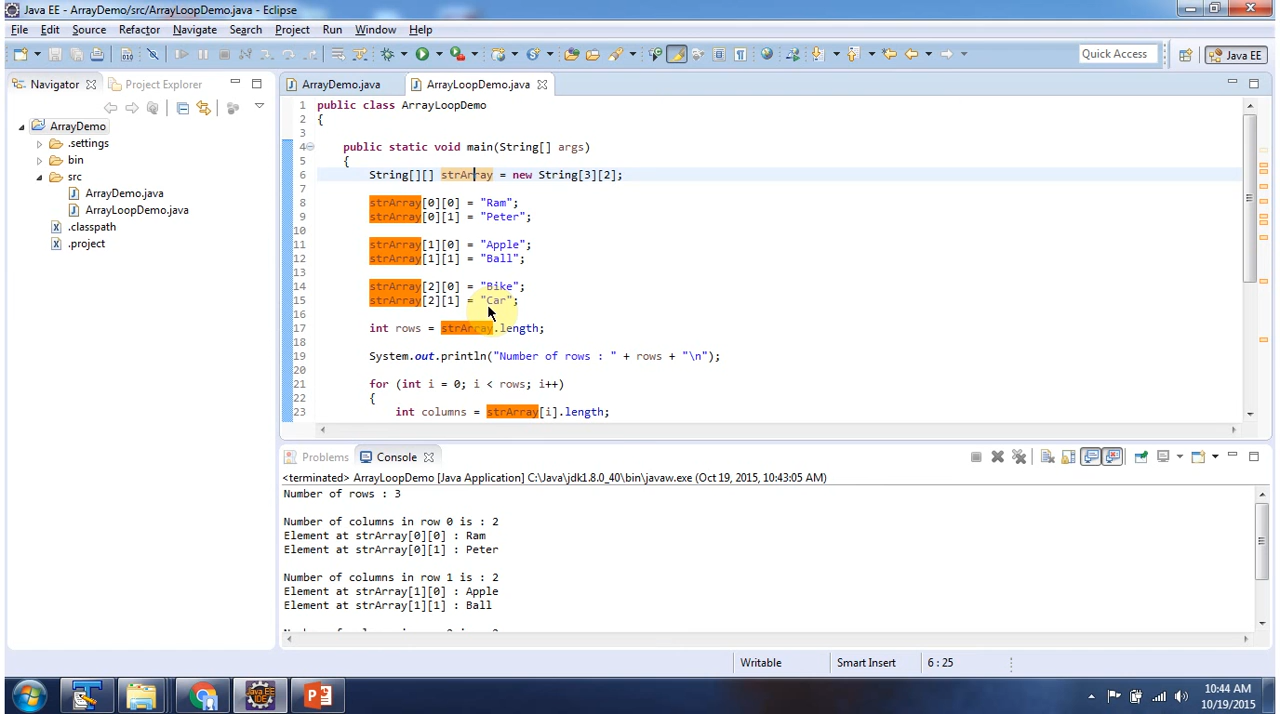 Java EE - ArrayDemo/src/ArrayLoopDemo.java - Eclipse
File Edit Source Refactor Navigate Search Project Run Window Help
Quick Access
Java EE
Navigator
Project Explorer
ArrayDemo
.settings
bin
src
ArrayDemo.java
ArrayLoopDemo.java
.classpath
.project
ArrayDemo.java
ArrayLoopDemo.java
1 public class ArrayLoopDemo
2 {
3
4 public static void main(String[] args)
5 {
6 String[][] strArray = new String[3][2];
7
8 strArray[0][0] = "Ram";
9 strArray[0][1] = "Peter";
10
11 strArray[1][0] = "Apple";
12 strArray[1][1] = "Ball";
13
14 strArray[2][0] = "Bike";
15 strArray[2][1] = "Car";
16
17 int rows = strArray.length;
18
19 System.out.println("Number of rows : " + rows + "\n");
20
21 for (int i = 0; i < rows; i++)
22 {
23 int columns = strArray[i].length;
Problems
Console
<terminated> ArrayLoopDemo [Java Application] C:\Java\jdk1.8.0_40\bin\javaw.exe (Oct 19, 2015, 10:43:05 AM)
Number of rows : 3
Number of columns in row 0 is : 2
Element at strArray[0][0] : Ram
Element at strArray[0][1] : Peter
Number of columns in row 1 is : 2
Element at strArray[1][0] : Apple
Element at strArray[1][1] : Ball
Writable
Smart Insert
6 : 25
Java EE
IDE
10:44 AM
10/19/2015